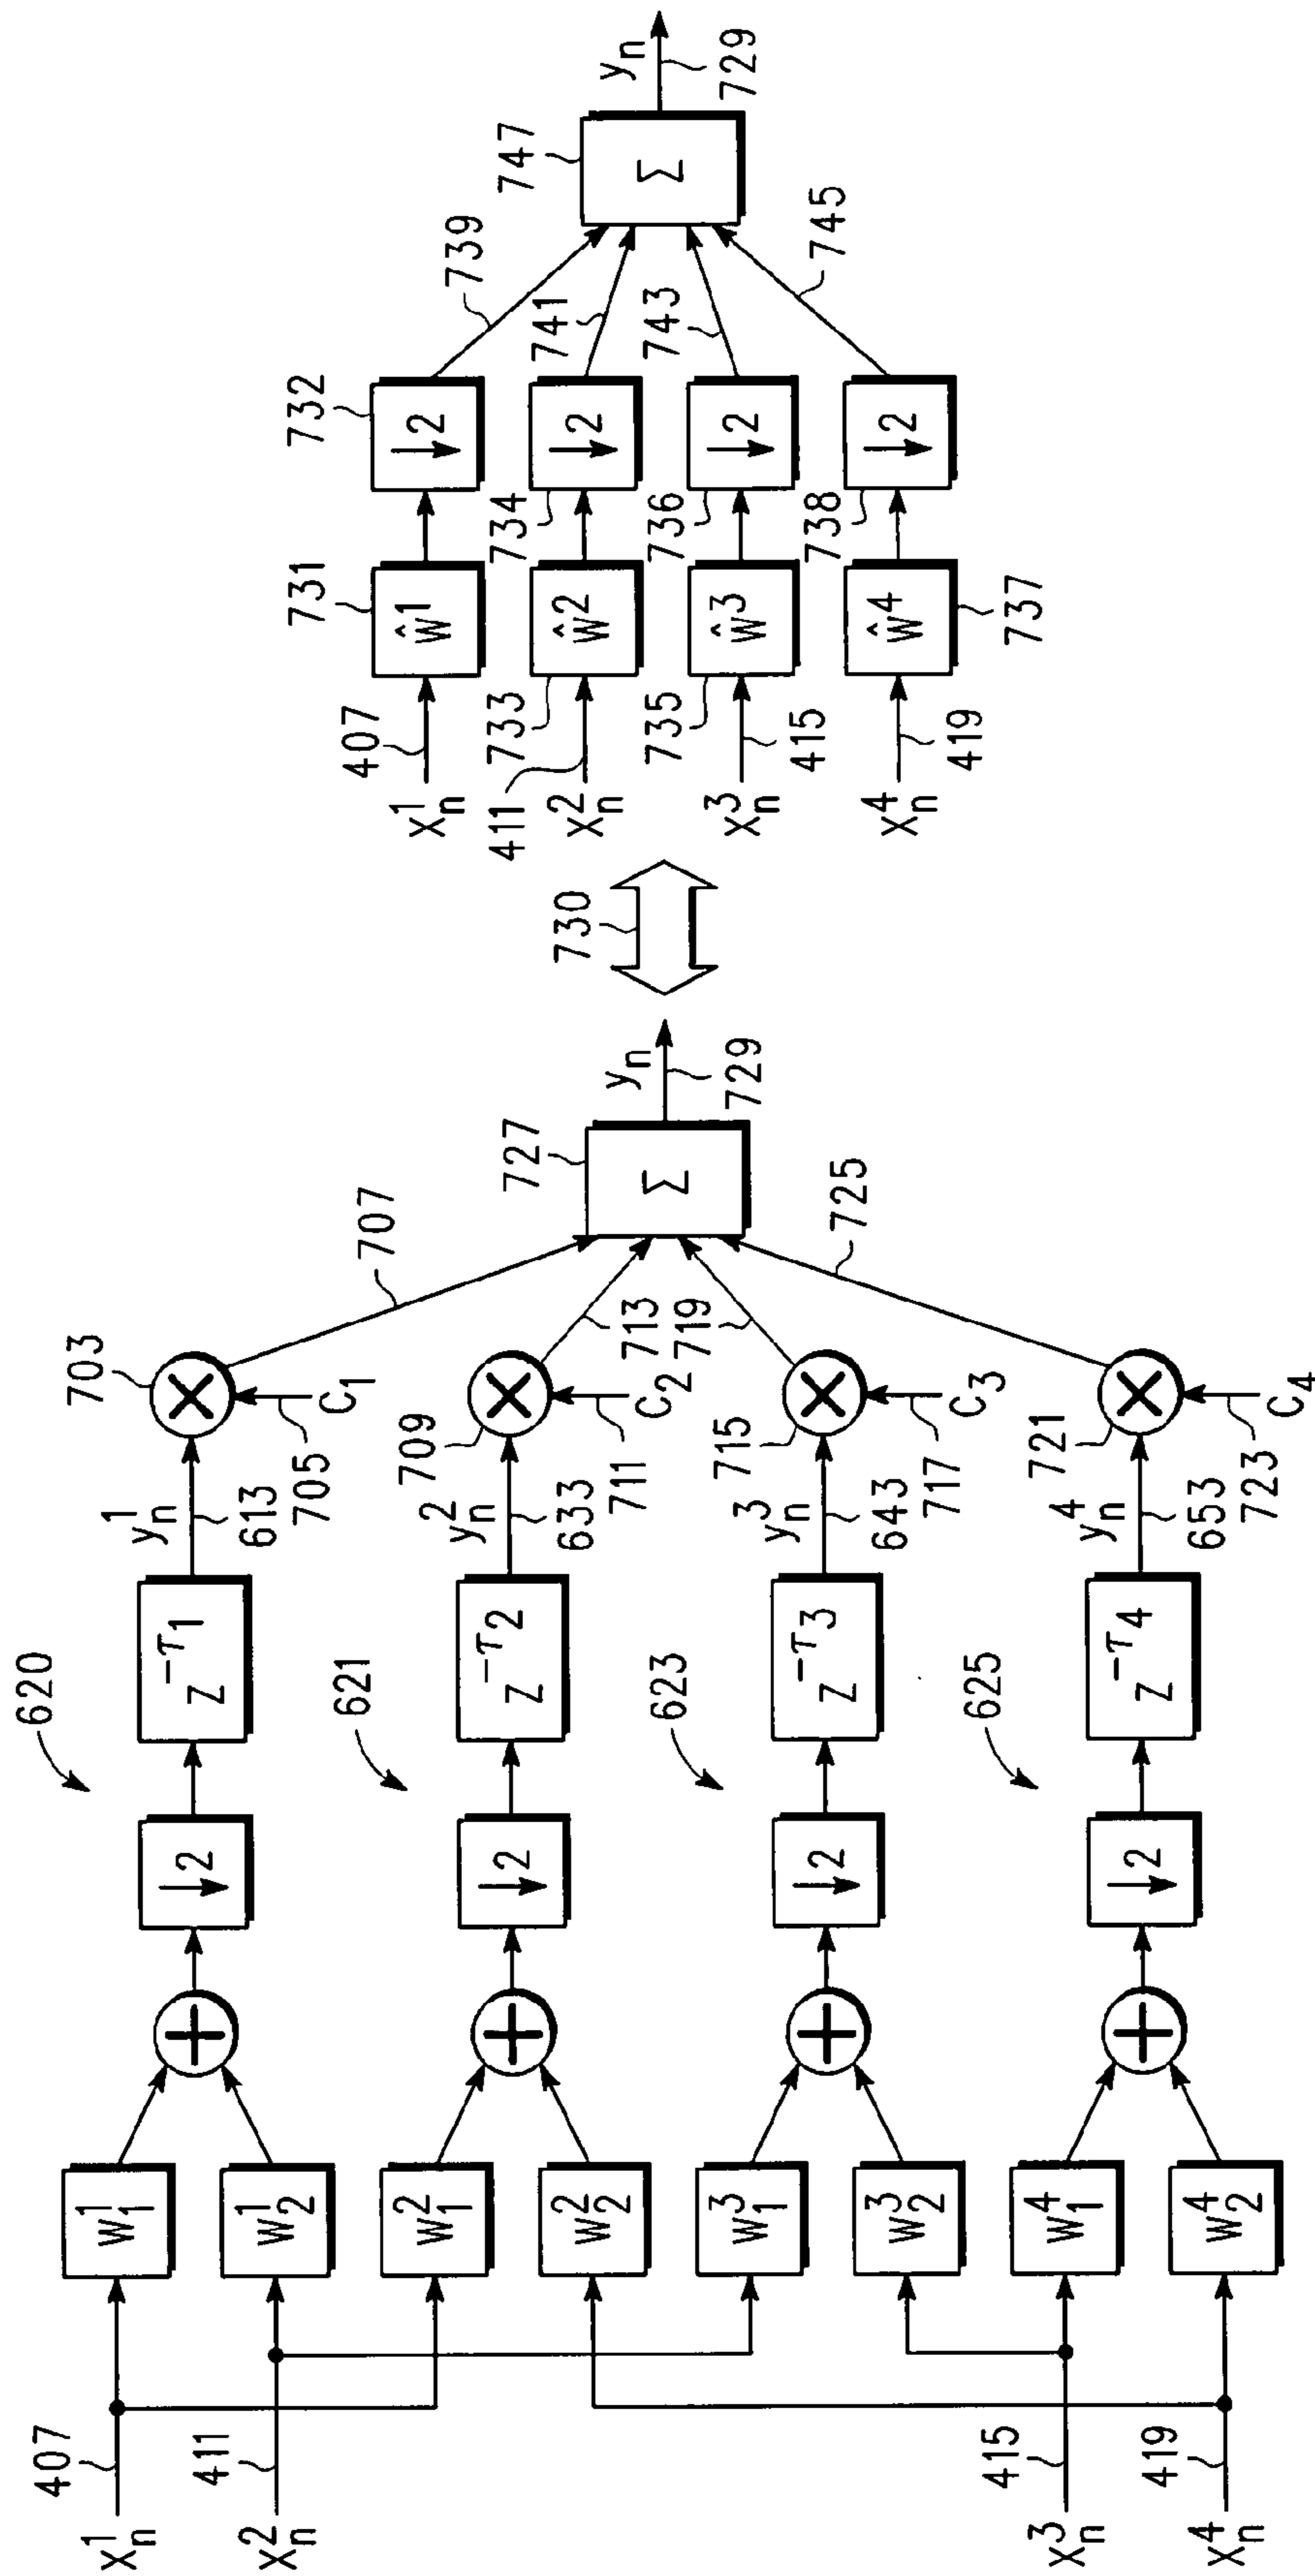 620
X_n^1 407 W_1^1 + ↓2 Z^{-τ_1} y_n^1 613 703 705 C_1 707
X_n^2 411 W_2^1
621
W_1^2 + ↓2 Z^{-τ_2} y_n^2 633 709 711 C_2 713
W_2^2
727 Σ y_n 729
623
W_1^3 + ↓2 Z^{-τ_3} y_n^3 643 715 717 C_3 719
W_2^3
625
X_n^3 415 W_1^4 + ↓2 Z^{-τ_4} y_n^4 653 721 723 C_4 725
X_n^4 419 W_2^4
730
X_n^1 407 731 Ŵ^1 732 ↓2 739
X_n^2 411 733 Ŵ^2 734 ↓2 741
X_n^3 415 735 Ŵ^3 736 ↓2 743
X_n^4 419 737 Ŵ^4 738 ↓2 745
747 Σ y_n 729